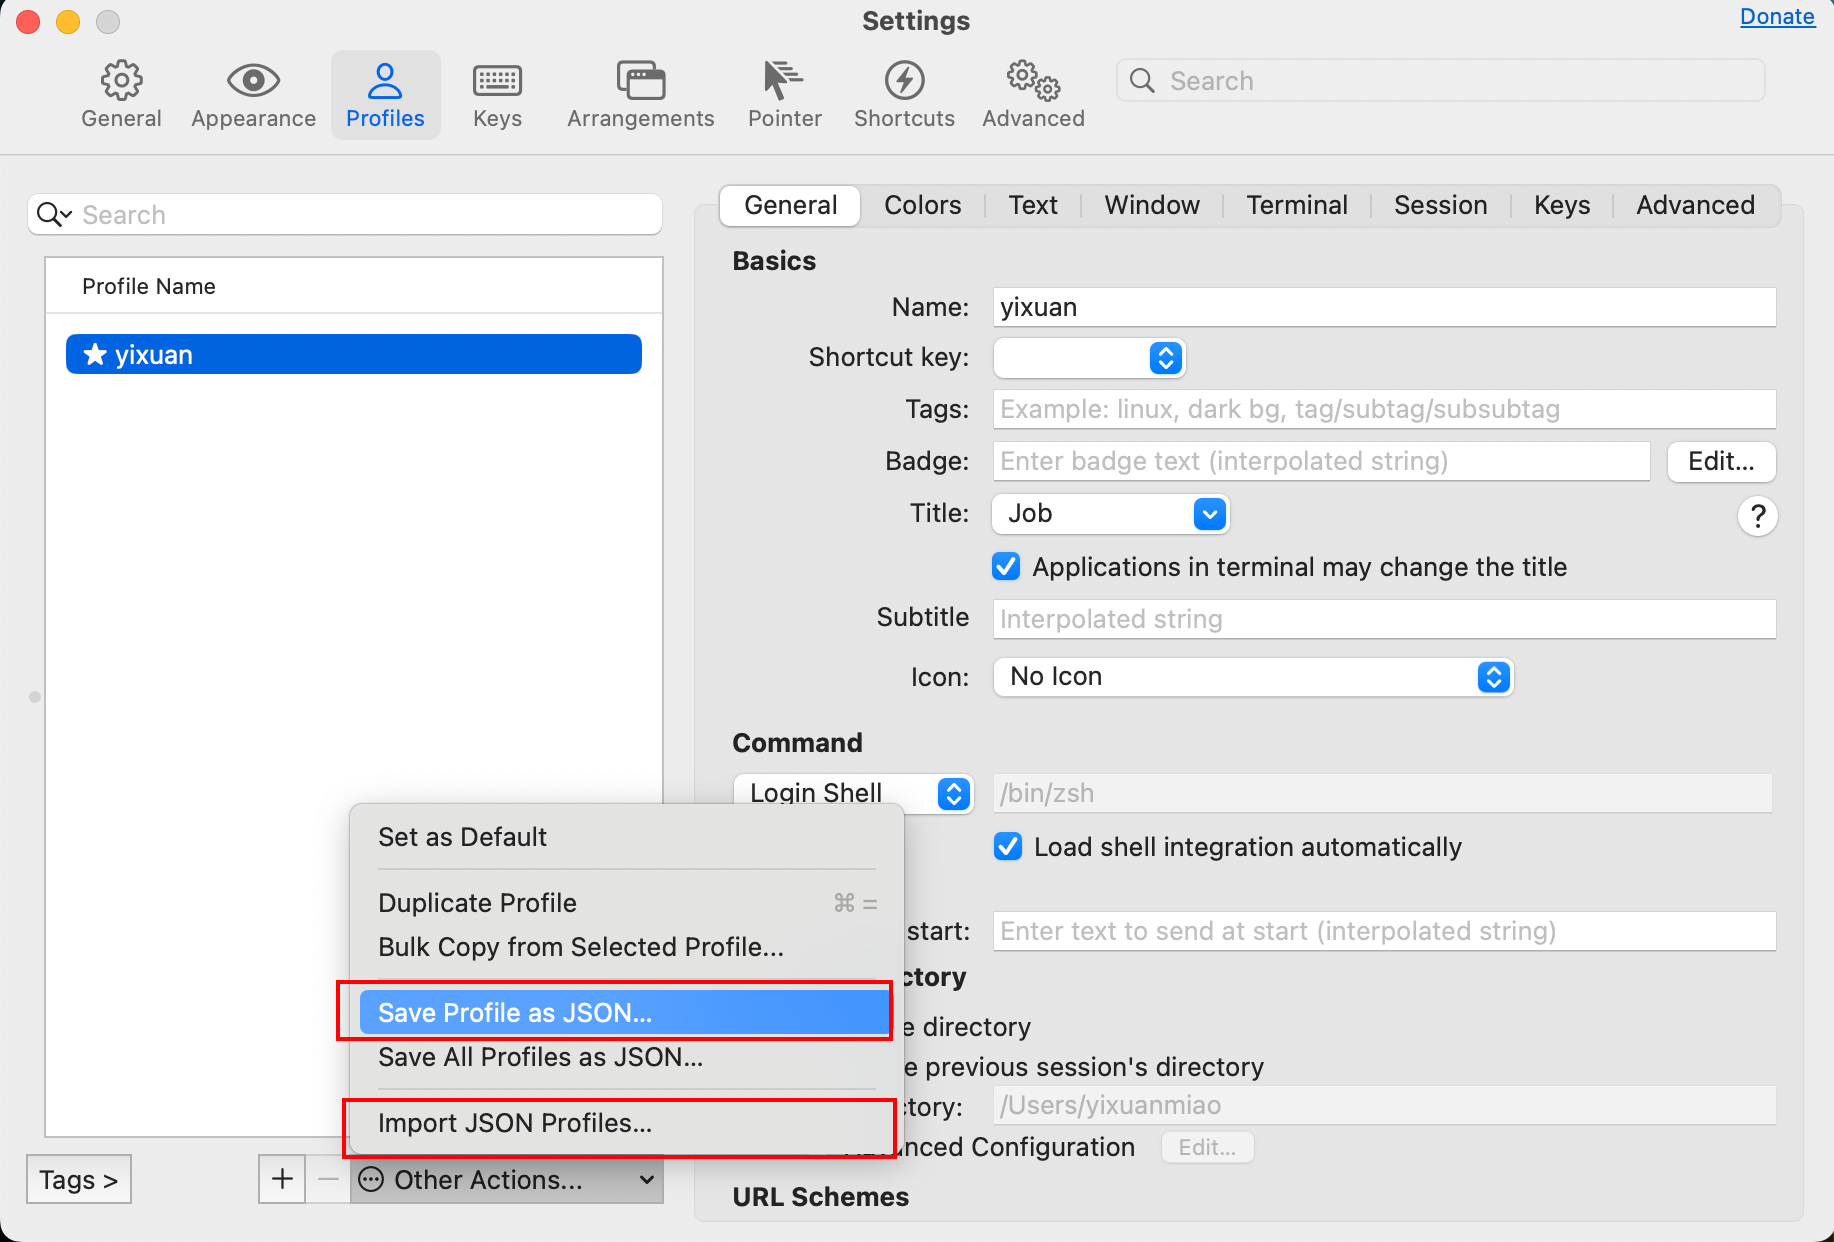 Settings
Donate
General
Appearance
Profiles
Keys
Arrangements
Pointer
Shortcuts
Advanced
Search
Search
Profile Name
yixuan
General Colors Text Window Terminal Session Keys Advanced
Basics
Name: yixuan
Shortcut key:
Tags: Example: linux, dark bg, tag/subtag/subsubtag
Badge: Enter badge text (interpolated string) Edit...
Title: Job ?
Applications in terminal may change the title
Subtitle Interpolated string
Icon: No Icon
Command
Login Shell /bin/zsh
Load shell integration automatically
start: Enter text to send at start (interpolated string)
ctory
e directory
e previous session's directory
ctory: /Users/yixuanmiao
nced Configuration Edit...
URL Schemes
Set as Default
Duplicate Profile ⌘ =
Bulk Copy from Selected Profile...
Save Profile as JSON...
Save All Profiles as JSON...
Import JSON Profiles...
Tags >
+ −
Other Actions...